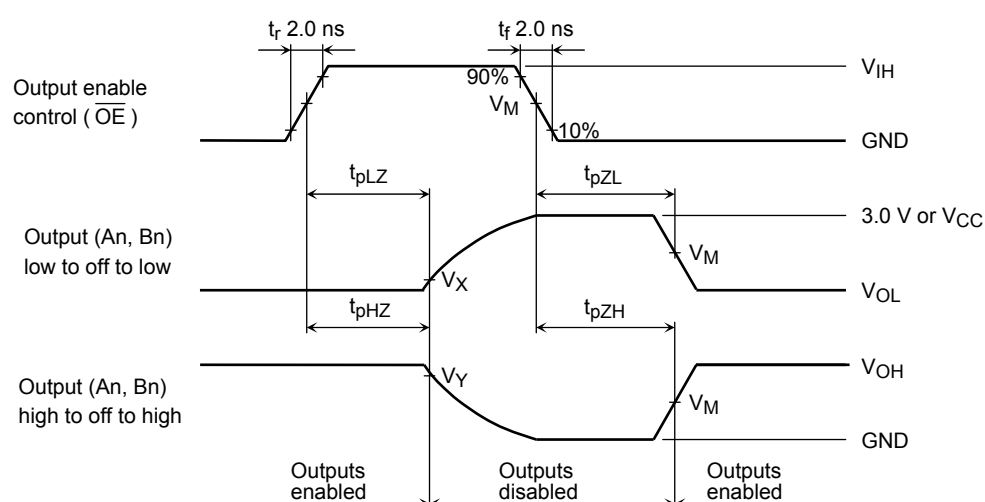 tr 2.0 ns
tf 2.0 ns
Output enable
control ( OE )
90%
VM
10%
VIH
GND
tpLZ
tpZL
Output (An, Bn)
low to off to low
VX
VM
3.0 V or VCC
VOL
tpHZ
tpZH
Output (An, Bn)
high to off to high
VY
VM
VOH
GND
Outputs
enabled
Outputs
disabled
Outputs
enabled